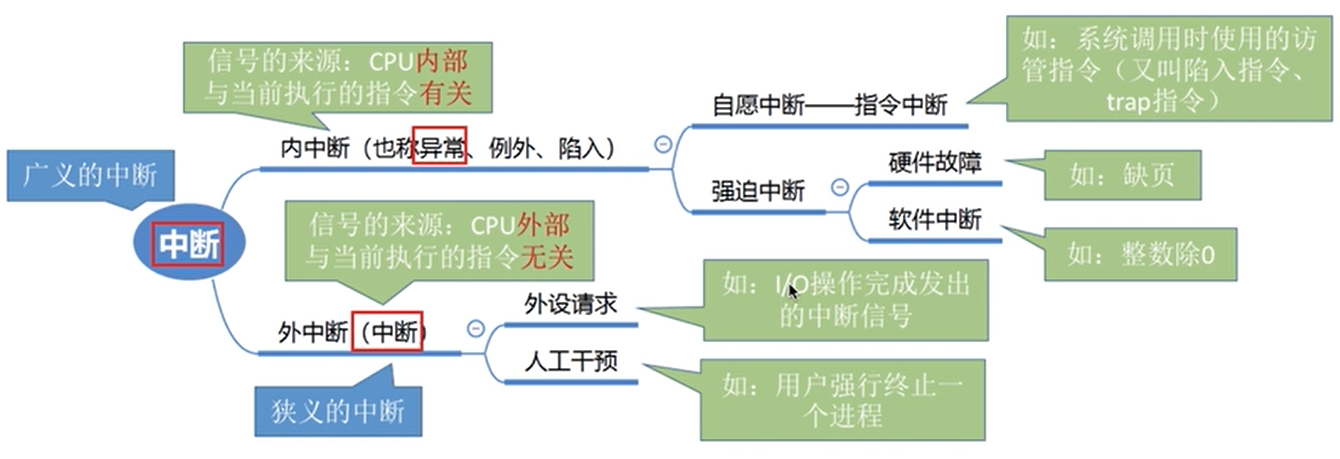 信号的来源：CPU内部
与当前执行的指令有关
如：系统调用时使用的访
管指令（又叫陷入指令、
trap指令）
自愿中断——指令中断
内中断（也称异常、例外、陷入）
广义的中断
硬件故障
如：缺页
强迫中断
信号的来源：CPU外部
与当前执行的指令无关
软件中断
中断
如：整数除0
如：I/O操作完成发出
的中断信号
外设请求
外中断（中断）
人工干预
如：用户强行终止一
个进程
狭义的中断